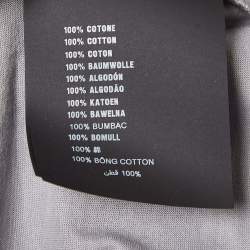 100% COTONE
100% COTTON
100% COTON
100% BAUMWOLLE
100% ALGODÓN
100% ALGODÃO
100% KATOEN
100% BAWELNA
100% BUMBAC
100% BOMULL
100% 棉
100% BÔNG COTTON
100% قطن